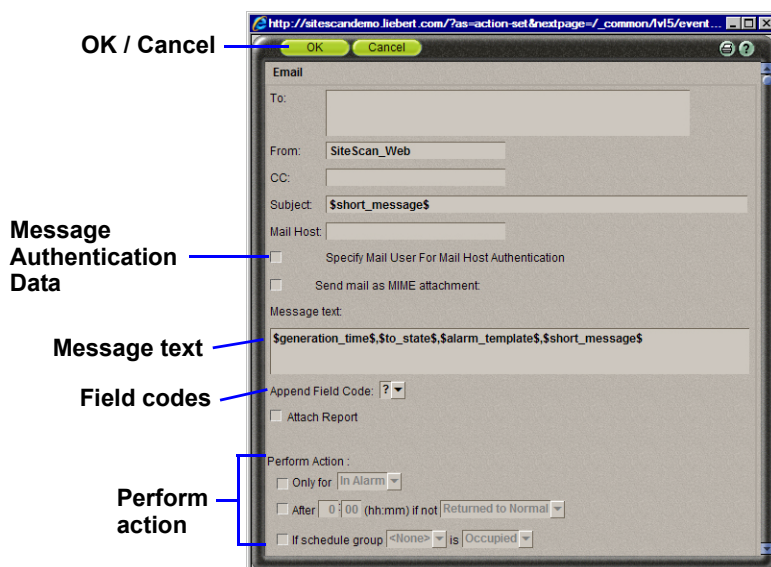 http://sitescandemo.liebert.com/?as=action-set&nextpage=/_common/lvl5/event...
OK / Cancel
OK Cancel
Email
To:
From: SiteScan_Web
CC:
Subject: $short_message$
Mail Host:
Message Authentication Data
Specify Mail User For Mail Host Authentication
Send mail as MIME attachment:
Message text:
Message text
$generation_time$,$to_state$,$alarm_template$,$short_message$
Field codes
Append Field Code: ?
Attach Report
Perform action
Perform Action :
Only for In Alarm
After 0 : 00 (hh:mm) if not Returned to Normal
If schedule group <None> is Occupied